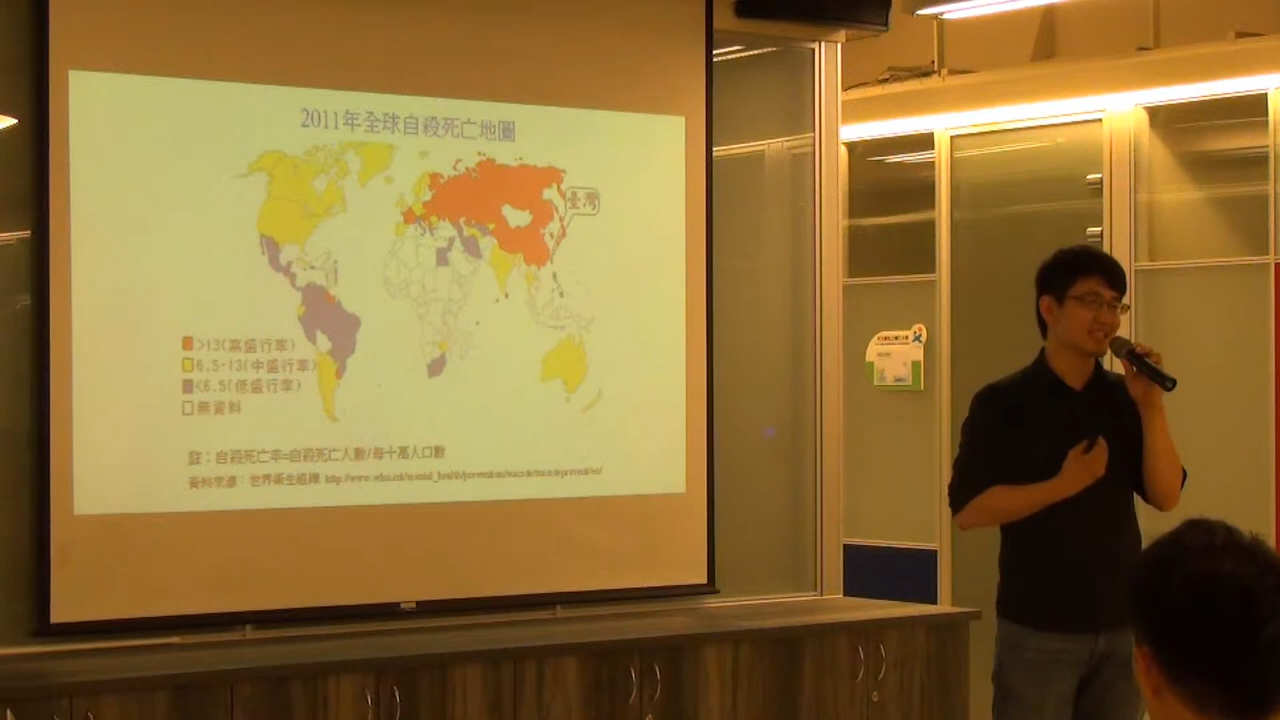 2011年全球自殺死亡地圖
臺灣
>13(高盛行率)
6.5-13(中盛行率)
<6.5(低盛行率)
無資料
註：自殺死亡率=自殺死亡人數/每十萬人口數
資料來源：世界衛生組織